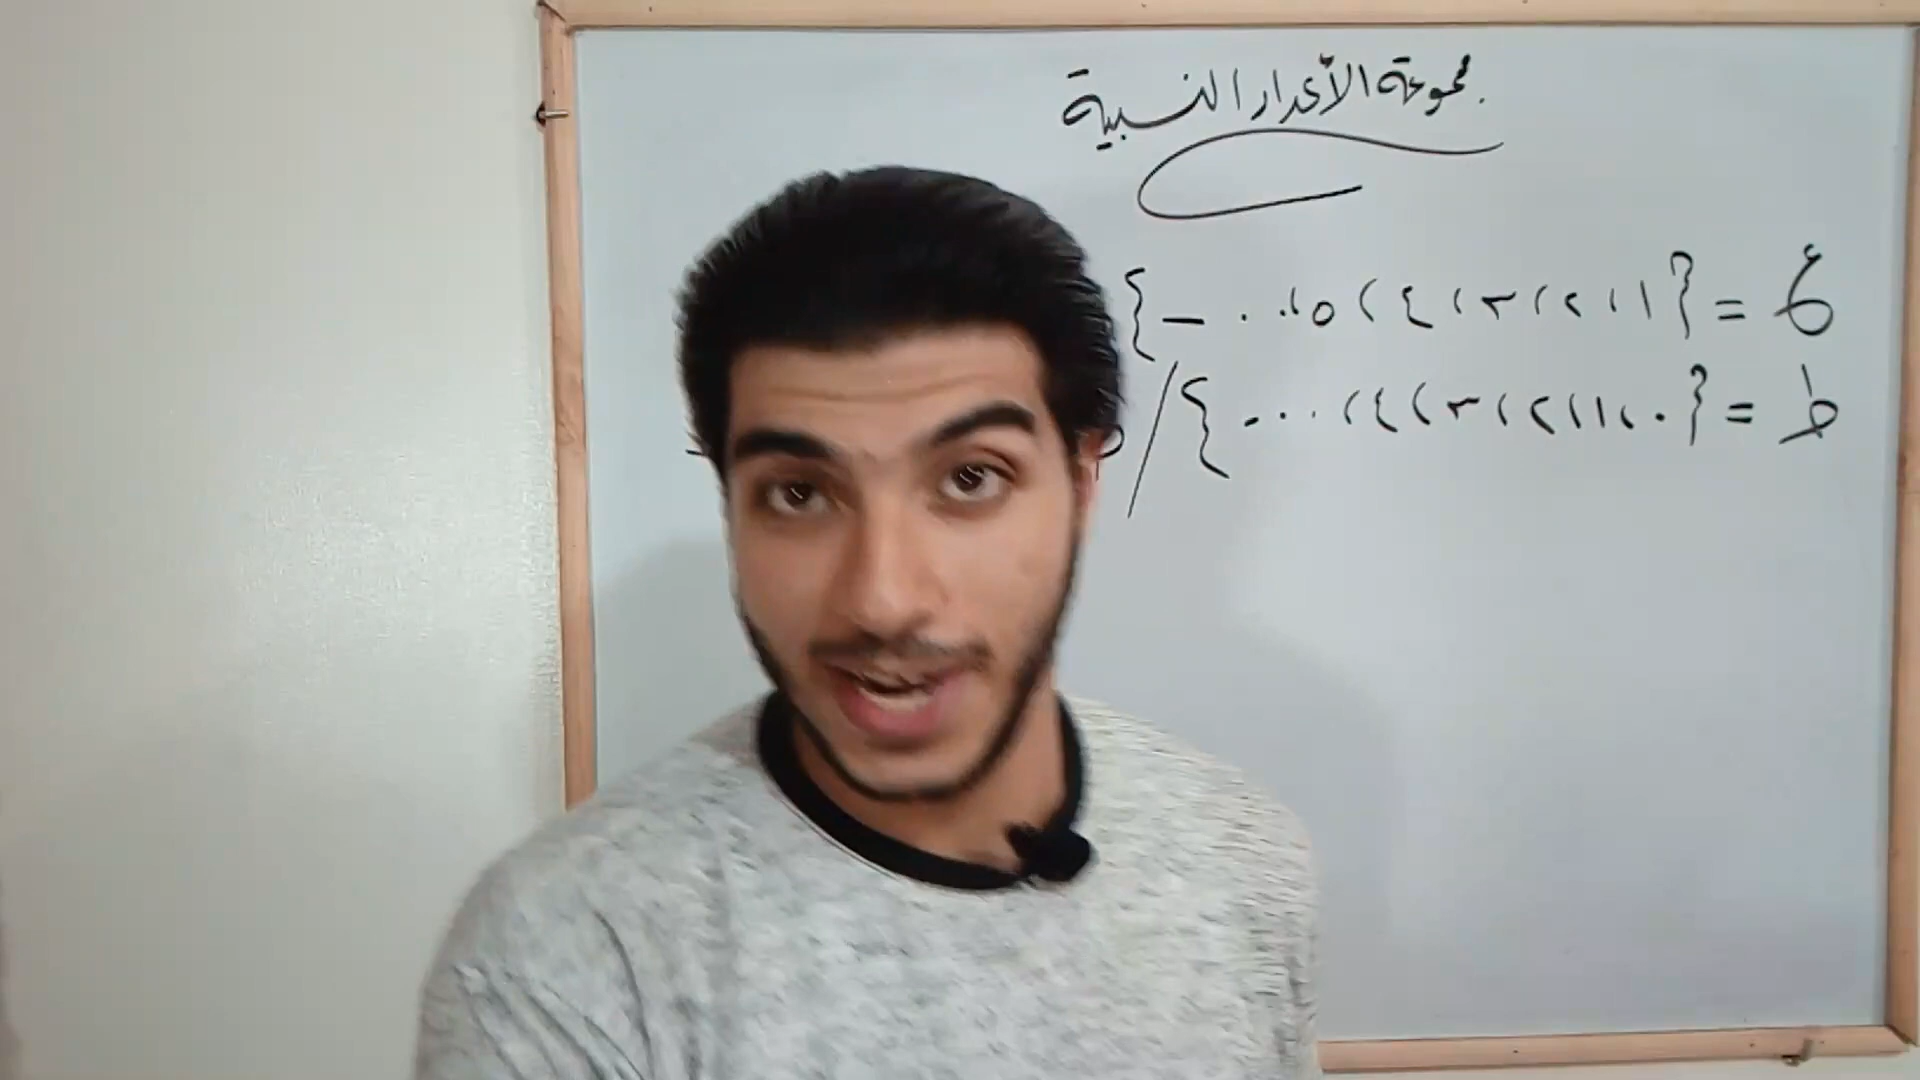 مجموعة الأعداد النسبية
ع = {١، ٢، ٣، ٤، ٥، ...}
ط = {٠، ١، ٢، ٣، ٤، ...} /